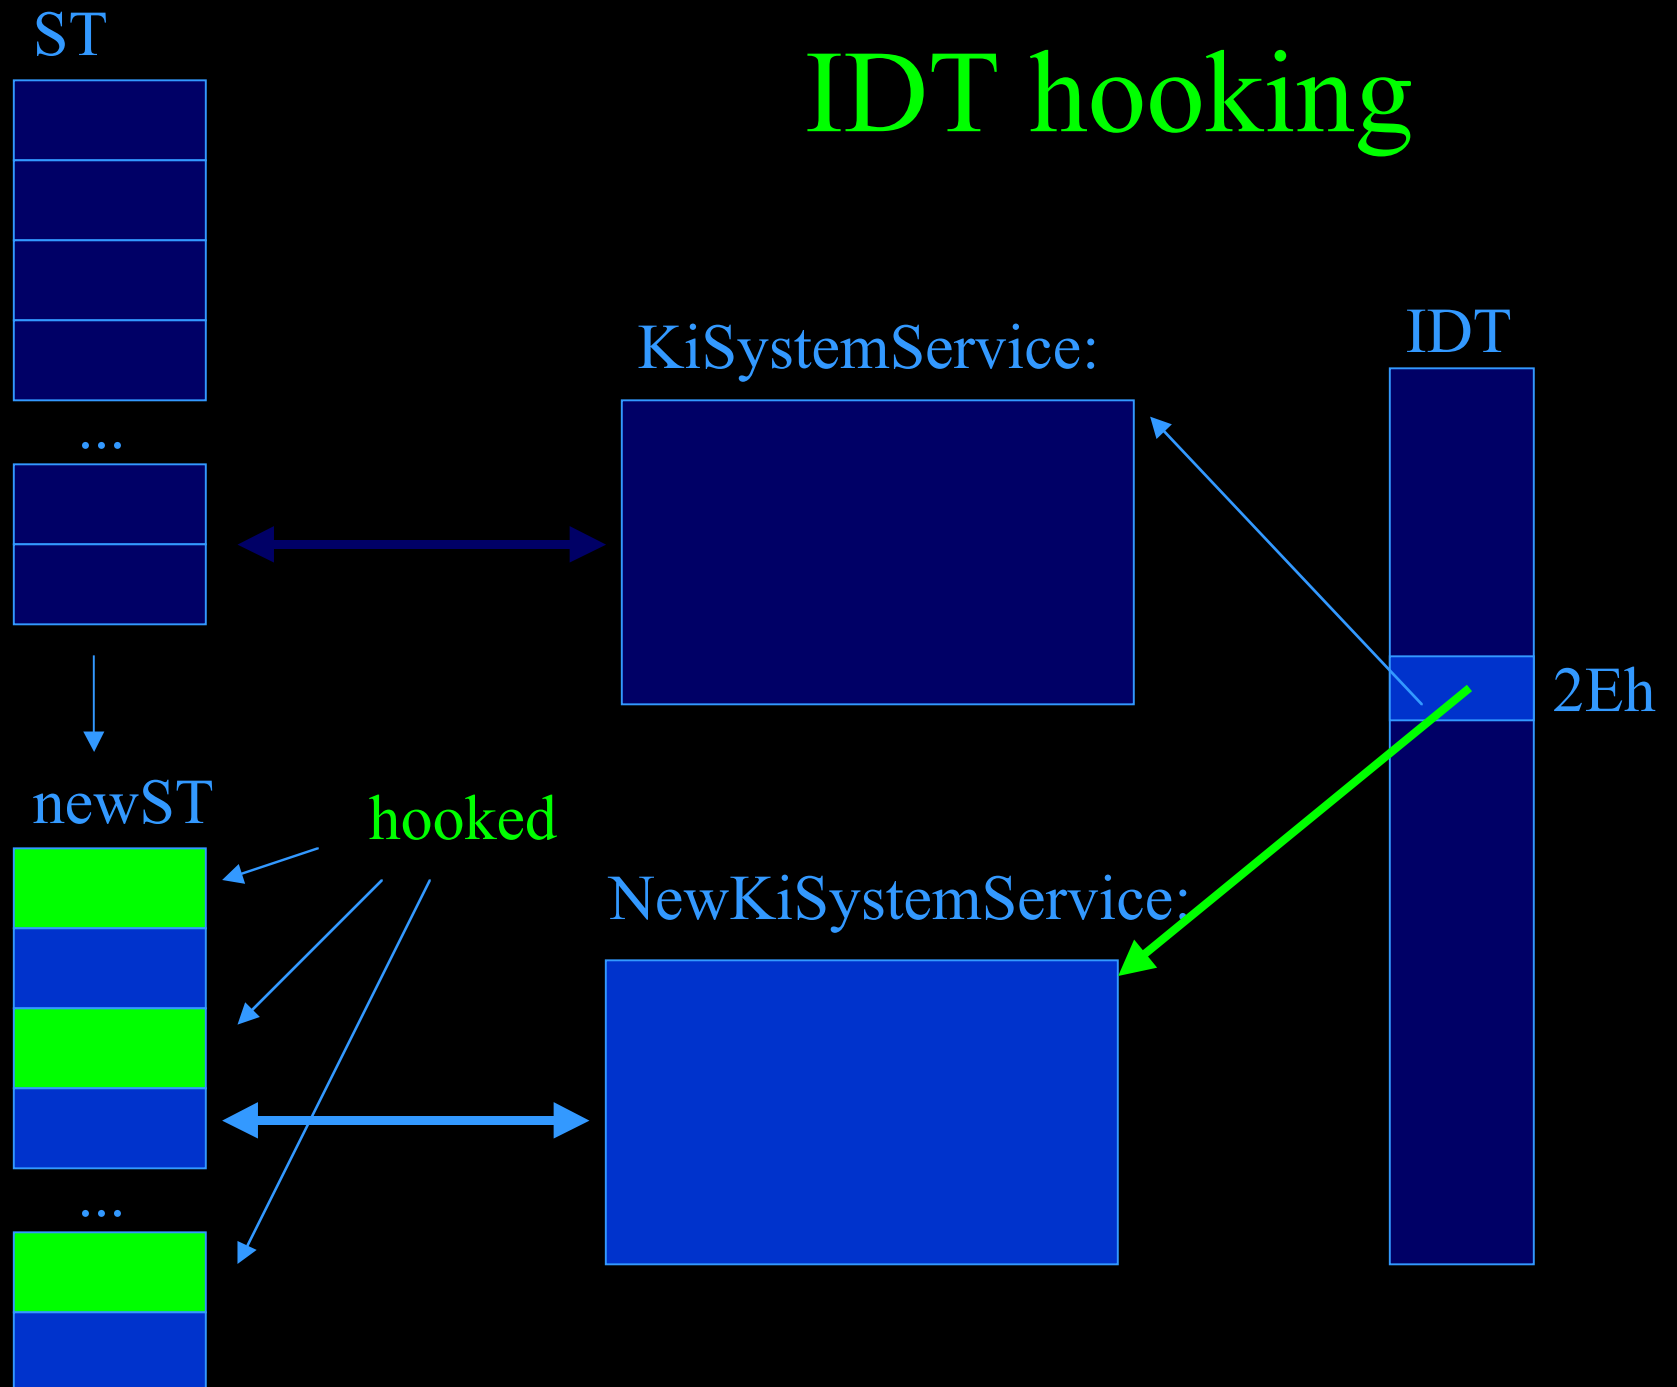 ST
IDT hooking
KiSystemService:
IDT
...
2Eh
newST
hooked
NewKiSystemService:
...